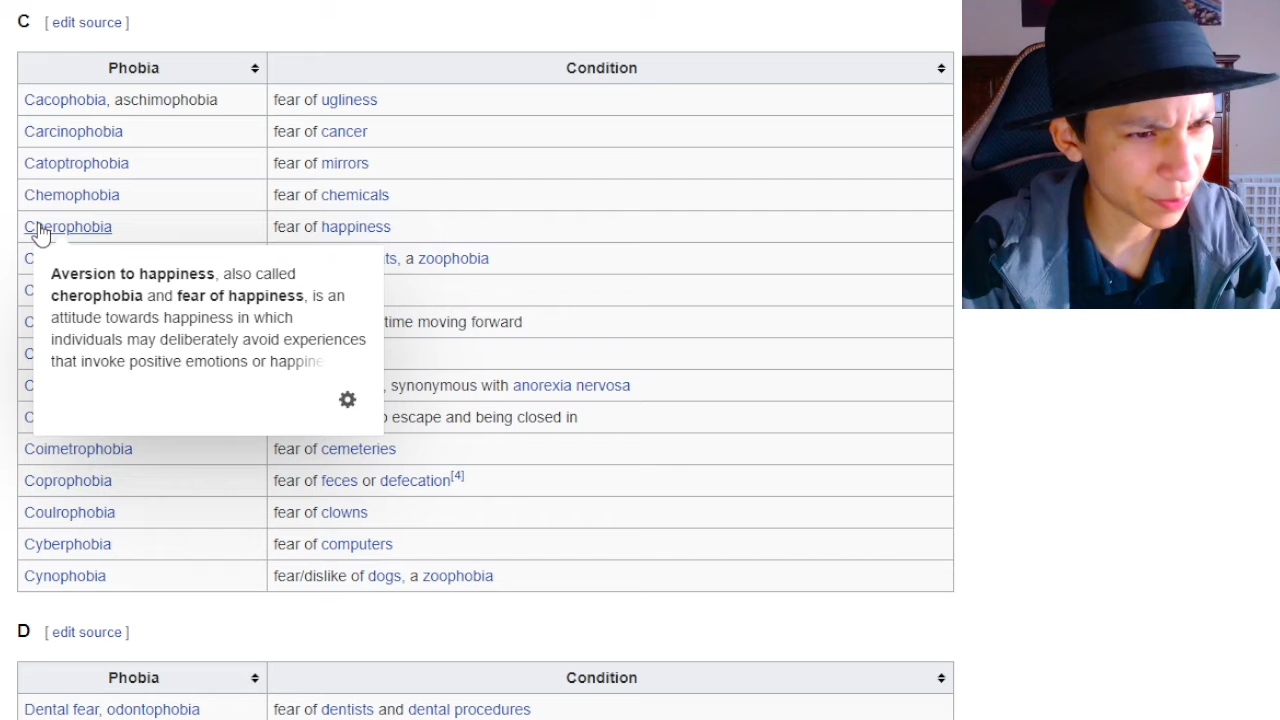 C [ edit source ]
Phobia Condition
Cacophobia, aschimophobia fear of ugliness
Carcinophobia fear of cancer
Catoptrophobia fear of mirrors
Chemophobia fear of chemicals
Cherophobia fear of happiness
Aversion to happiness, also called
cherophobia and fear of happiness, is an
attitude towards happiness in which
individuals may deliberately avoid experiences
that invoke positive emotions or
, a zoophobia
time moving forward
, synonymous with anorexia nervosa
escape and being closed in
Coimetrophobia fear of cemeteries
Coprophobia fear of feces or defecation[4]
Coulrophobia fear of clowns
Cyberphobia fear of computers
Cynophobia fear/dislike of dogs, a zoophobia
D [ edit source ]
Phobia Condition
Dental fear, odontophobia fear of dentists and dental procedures